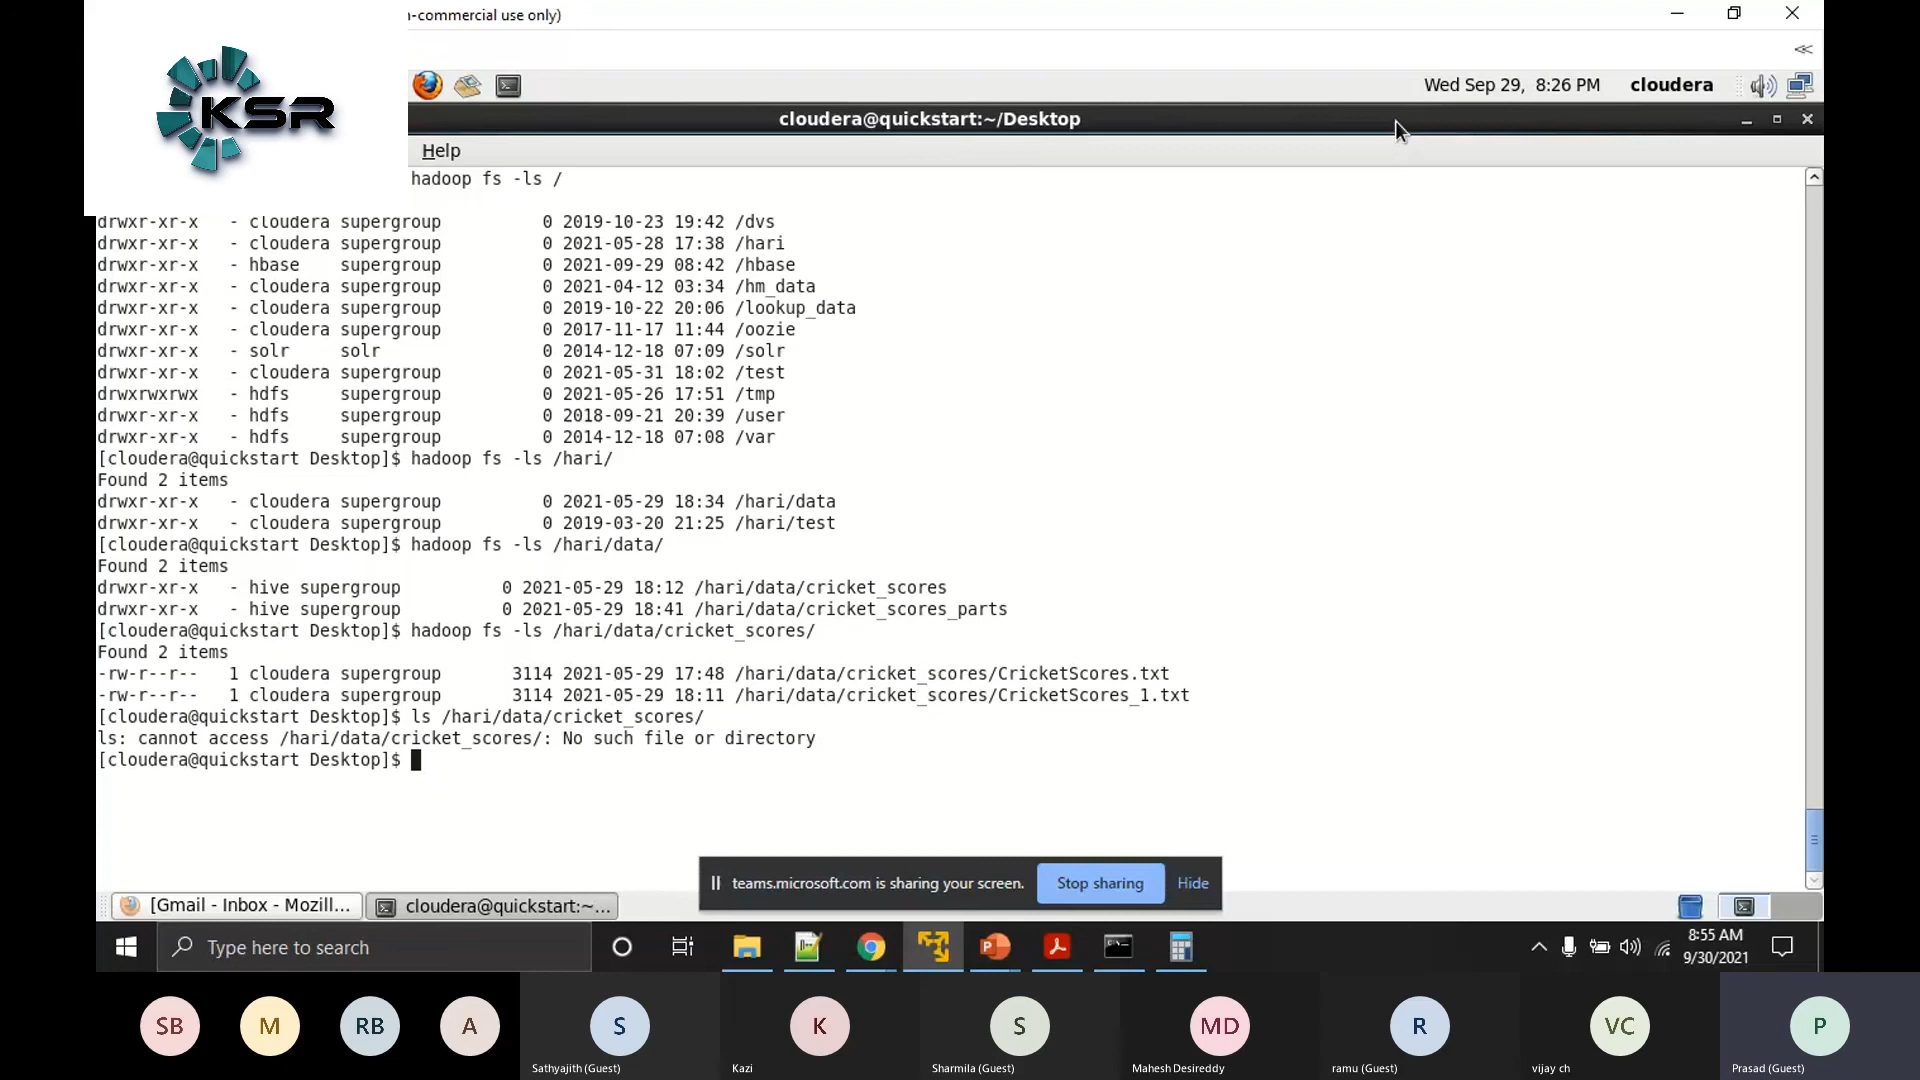 -commercial use only)
KSR
Wed Sep 29, 8:26 PM cloudera
cloudera@quickstart:~/Desktop
Help
hadoop fs -ls /
drwxr-xr-x - cloudera supergroup 0 2019-10-23 19:42 /dvs
drwxr-xr-x - cloudera supergroup 0 2021-05-28 17:38 /hari
drwxr-xr-x - hbase supergroup 0 2021-09-29 08:42 /hbase
drwxr-xr-x - cloudera supergroup 0 2021-04-12 03:34 /hm_data
drwxr-xr-x - cloudera supergroup 0 2019-10-22 20:06 /lookup_data
drwxr-xr-x - cloudera supergroup 0 2017-11-17 11:44 /oozie
drwxr-xr-x - solr solr 0 2014-12-18 07:09 /solr
drwxr-xr-x - cloudera supergroup 0 2021-05-31 18:02 /test
drwxrwxrwx - hdfs supergroup 0 2021-05-26 17:51 /tmp
drwxr-xr-x - hdfs supergroup 0 2018-09-21 20:39 /user
drwxr-xr-x - hdfs supergroup 0 2014-12-18 07:08 /var
[cloudera@quickstart Desktop]$ hadoop fs -ls /hari/
Found 2 items
drwxr-xr-x - cloudera supergroup 0 2021-05-29 18:34 /hari/data
drwxr-xr-x - cloudera supergroup 0 2019-03-20 21:25 /hari/test
[cloudera@quickstart Desktop]$ hadoop fs -ls /hari/data/
Found 2 items
drwxr-xr-x - hive supergroup 0 2021-05-29 18:12 /hari/data/cricket_scores
drwxr-xr-x - hive supergroup 0 2021-05-29 18:41 /hari/data/cricket_scores_parts
[cloudera@quickstart Desktop]$ hadoop fs -ls /hari/data/cricket_scores/
Found 2 items
-rw-r--r-- 1 cloudera supergroup 3114 2021-05-29 17:48 /hari/data/cricket_scores/CricketScores.txt
-rw-r--r-- 1 cloudera supergroup 3114 2021-05-29 18:11 /hari/data/cricket_scores/CricketScores_1.txt
[cloudera@quickstart Desktop]$ ls /hari/data/cricket_scores/
ls: cannot access /hari/data/cricket_scores/: No such file or directory
[cloudera@quickstart Desktop]$
teams.microsoft.com is sharing your screen. Stop sharing Hide
[Gmail - Inbox - Mozill... cloudera@quickstart:~...
Type here to search
8:55 AM
9/30/2021
SB M RB A S K S MD R VC P
Sathyajith (Guest) Kazi Sharmila (Guest) Mahesh Desireddy ramu (Guest) vijay ch Prasad (Guest)